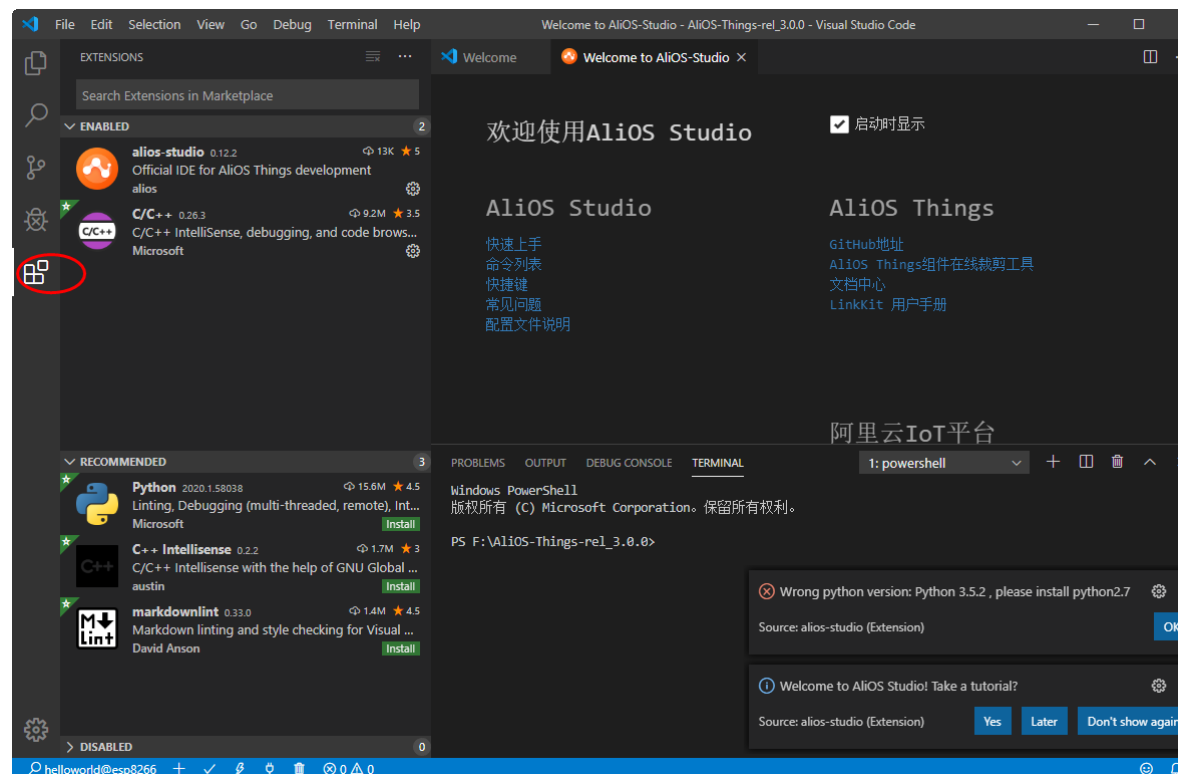 File Edit Selection View Go Debug Terminal Help
Welcome to AliOS-Studio - AliOS-Things-rel_3.0.0 - Visual Studio Code
EXTENSIONS
Search Extensions in Marketplace
ENABLED 2
alios-studio 0.12.2 13K ★ 5
Official IDE for AliOS Things development
alios
C/C++
C/C++ 0.26.3 9.2M ★ 3.5
C/C++ IntelliSense, debugging, and code brows...
Microsoft
RECOMMENDED 3
Python 2020.1.58038 15.6M ★ 4.5
Linting, Debugging (multi-threaded, remote), Int...
Microsoft Install
C++
C++ Intellisense 0.2.2 1.7M ★ 3
C/C++ Intellisense with the help of GNU Global ...
austin Install
M↓
Lint
markdownlint 0.33.0 1.4M ★ 4.5
Markdown linting and style checking for Visual ...
David Anson Install
DISABLED 0
Welcome Welcome to AliOS-Studio ×
欢迎使用AliOS Studio
启动时显示
AliOS Studio
快速上手
命令列表
快捷键
常见问题
配置文件说明
AliOS Things
GitHub地址
AliOS Things组件在线裁剪工具
文档中心
LinkKit 用户手册
阿里云IoT平台
PROBLEMS OUTPUT DEBUG CONSOLE TERMINAL 1: powershell
Windows PowerShell
版权所有 (C) Microsoft Corporation。保留所有权利。
PS F:\AliOS-Things-rel_3.0.0>
Wrong python version: Python 3.5.2 , please install python2.7
Source: alios-studio (Extension) OK
Welcome to AliOS Studio! Take a tutorial?
Source: alios-studio (Extension) Yes Later Don't show again
helloworld@esp8266 0 0